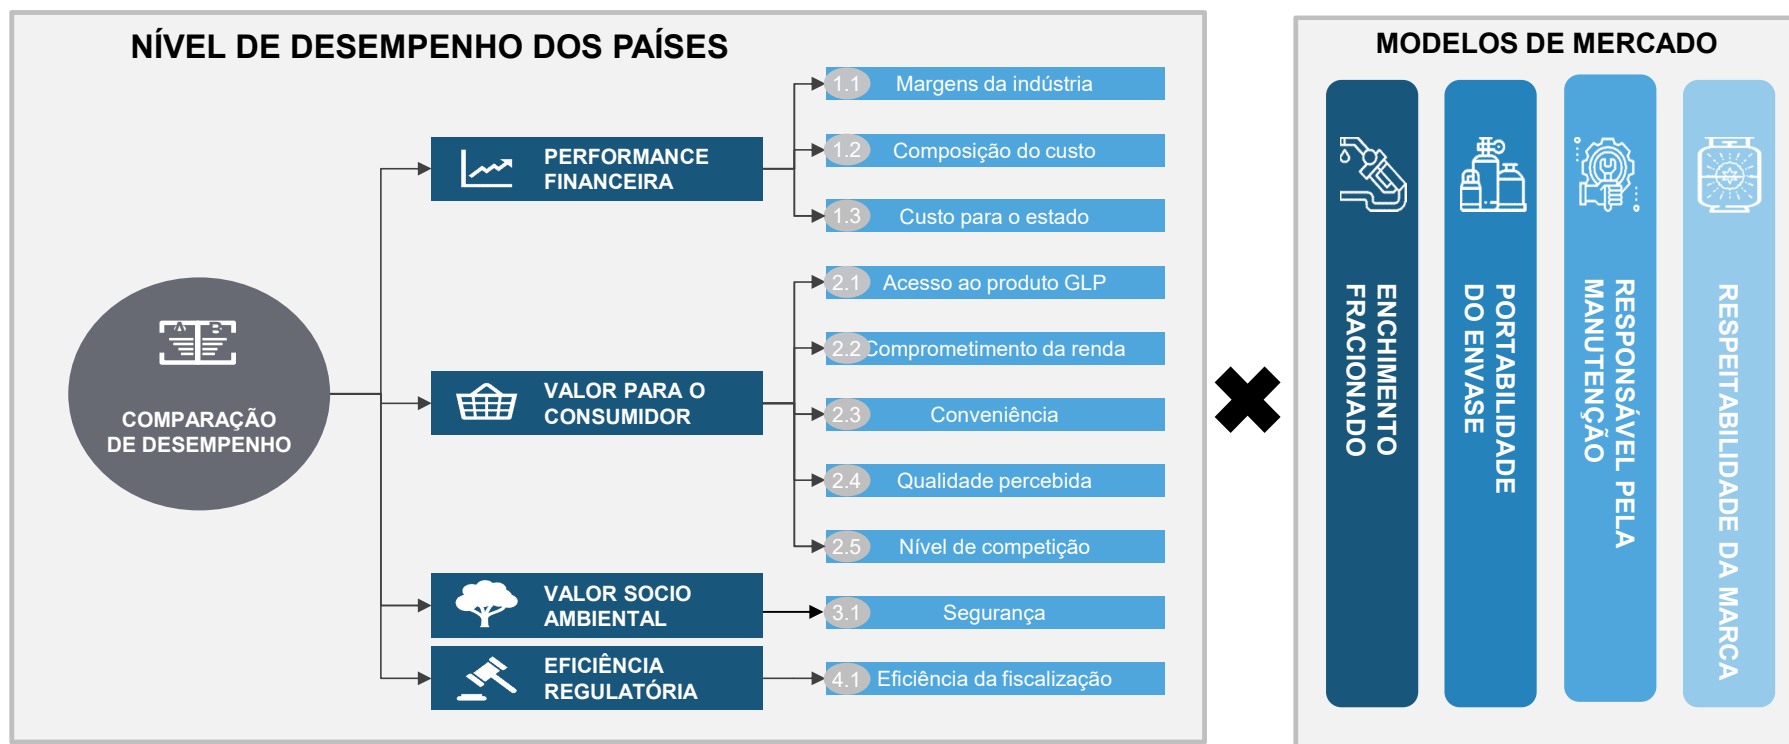 NÍVEL DE DESEMPENHO DOS PAÍSES
COMPARAÇÃO
DE DESEMPENHO
A B
PERFORMANCE
FINANCEIRA
1.1 Margens da indústria
1.2 Composição do custo
1.3 Custo para o estado
VALOR PARA O
CONSUMIDOR
2.1 Acesso ao produto GLP
2.2 Comprometimento da renda
2.3 Conveniência
2.4 Qualidade percebida
2.5 Nível de competição
VALOR SOCIO
AMBIENTAL
3.1 Segurança
EFICIÊNCIA
REGULATÓRIA
4.1 Eficiência da fiscalização
MODELOS DE MERCADO
ENCHIMENTO
FRACIONADO
PORTABILIDADE
DO ENVASE
RESPONSÁVEL PELA
MANUTENÇÃO
RESPEITABILIDADE DA MARCA